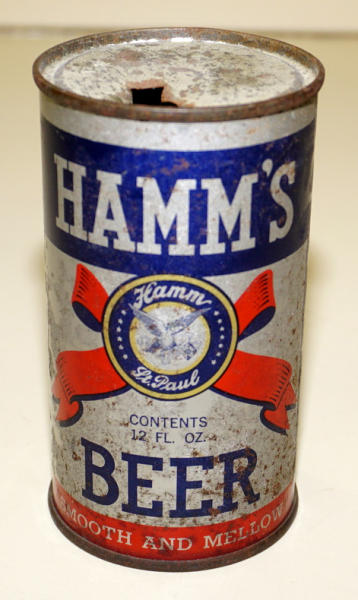 HAMM'S
Hamm
St. Paul
CONTENTS
12 FL. OZ.
BEER
SMOOTH AND MELLOW